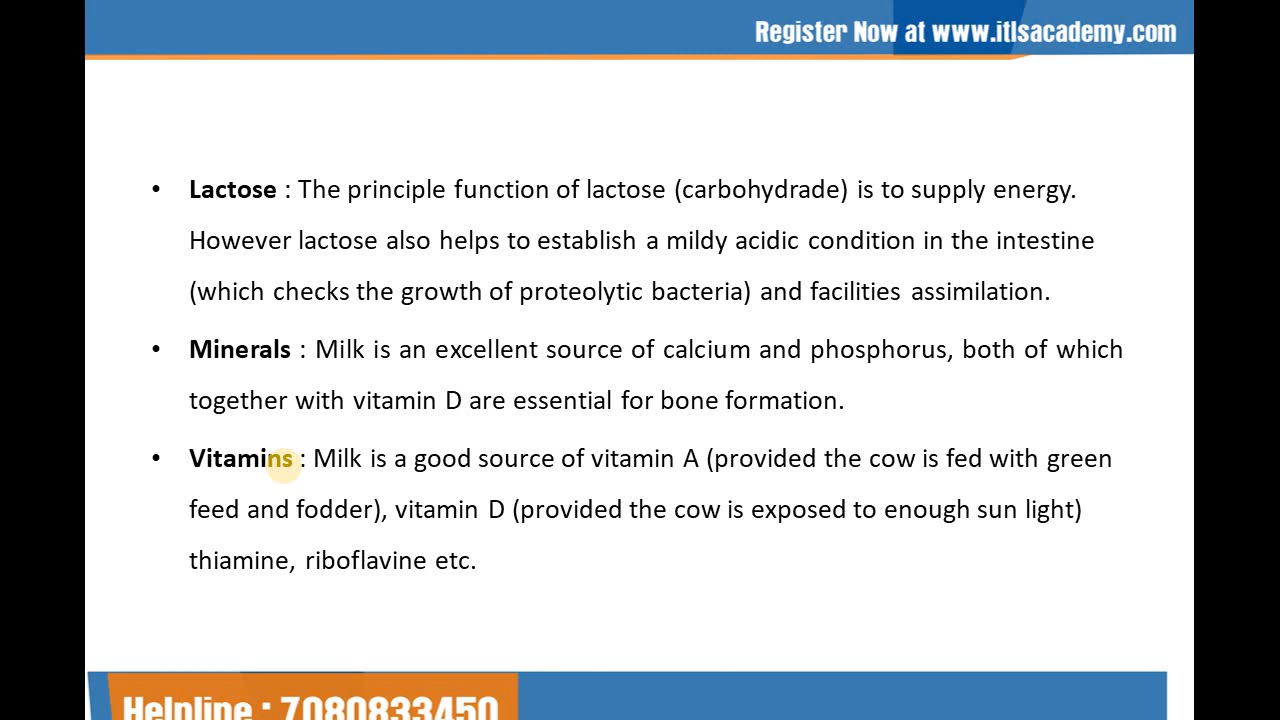 Register Now at www.itlsacademy.com
• Lactose : The principle function of lactose (carbohydrade) is to supply energy.
However lactose also helps to establish a mildy acidic condition in the intestine
(which checks the growth of proteolytic bacteria) and facilities assimilation.
• Minerals : Milk is an excellent source of calcium and phosphorus, both of which
together with vitamin D are essential for bone formation.
• Vitamins : Milk is a good source of vitamin A (provided the cow is fed with green
feed and fodder), vitamin D (provided the cow is exposed to enough sun light)
thiamine, riboflavine etc.
Helpline : 7080833450